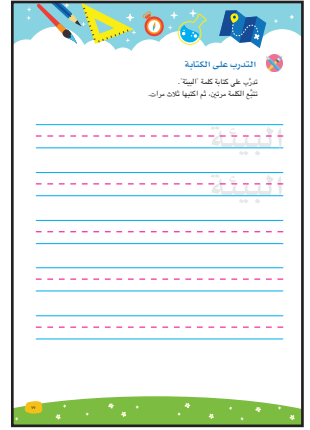 التدرب على الكتابة
تدرّب على كتابة كلمة "البيئة".
تتبّع الكلمة مرتين، ثم اكتبها ثلاث مرات.
البيئة
البيئة